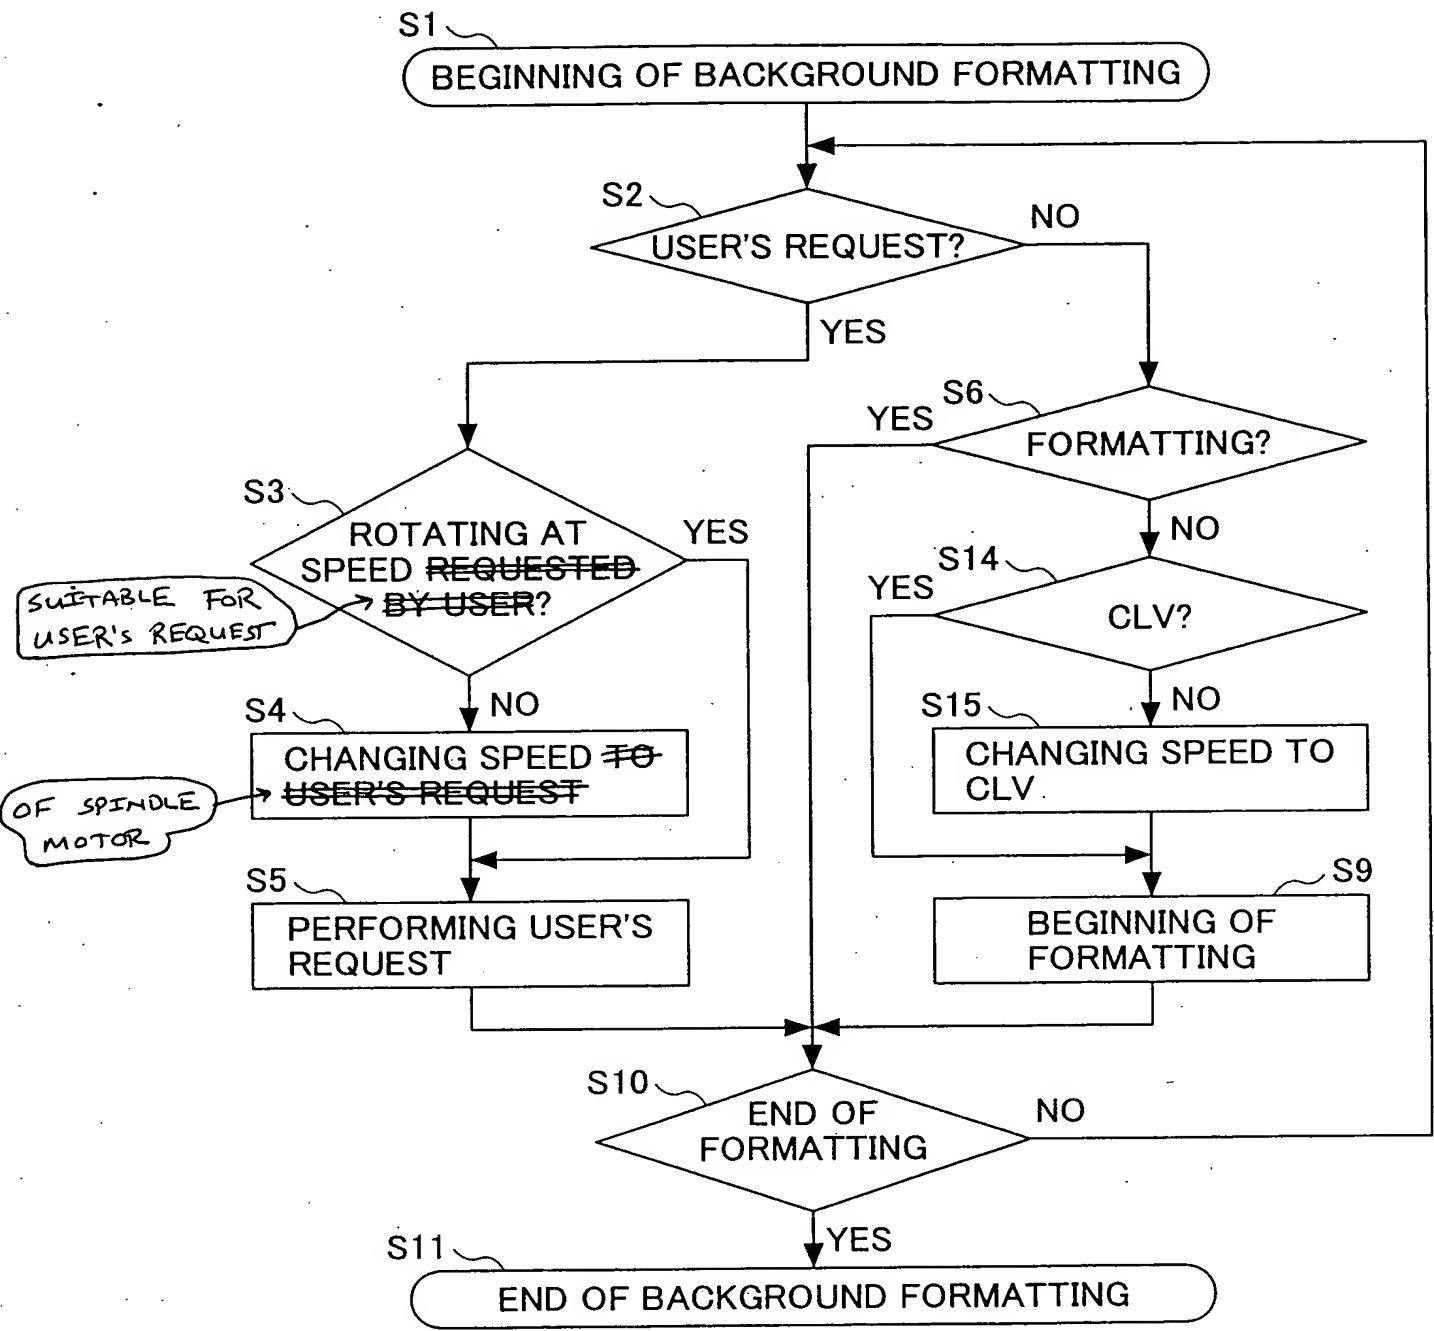 S1
BEGINNING OF BACKGROUND FORMATTING
S2
USER'S REQUEST?
NO
YES
S6
YES
FORMATTING?
NO
S3
ROTATING AT
SPEED REQUESTED
BY USER?
YES
SUITABLE FOR
USER'S REQUEST
NO
S14
YES
CLV?
NO
S4
CHANGING SPEED TO
USER'S REQUEST
OF SPINDLE
MOTOR
S15
CHANGING SPEED TO
CLV
S5
PERFORMING USER'S
REQUEST
S9
BEGINNING OF
FORMATTING
S10
END OF
FORMATTING
NO
YES
S11
END OF BACKGROUND FORMATTING